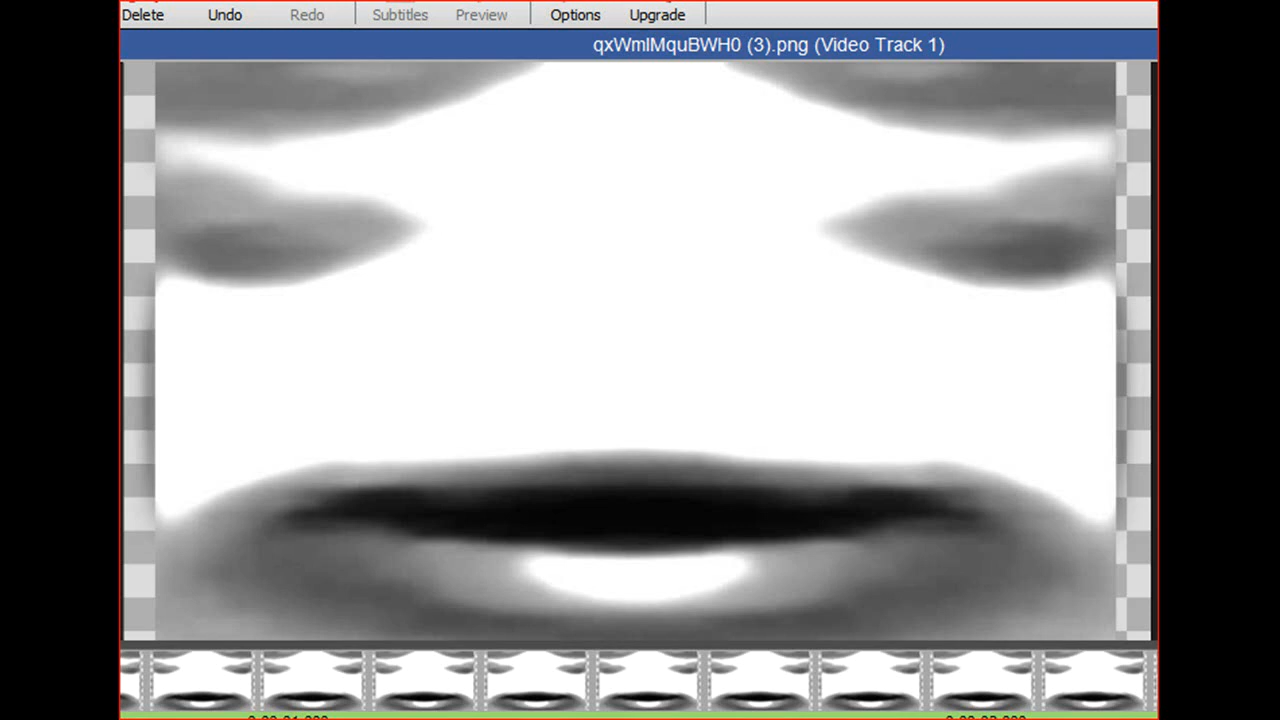 Delete Undo Redo Subtitles Preview Options Upgrade
qxWmlMquBWH0 (3).png (Video Track 1)